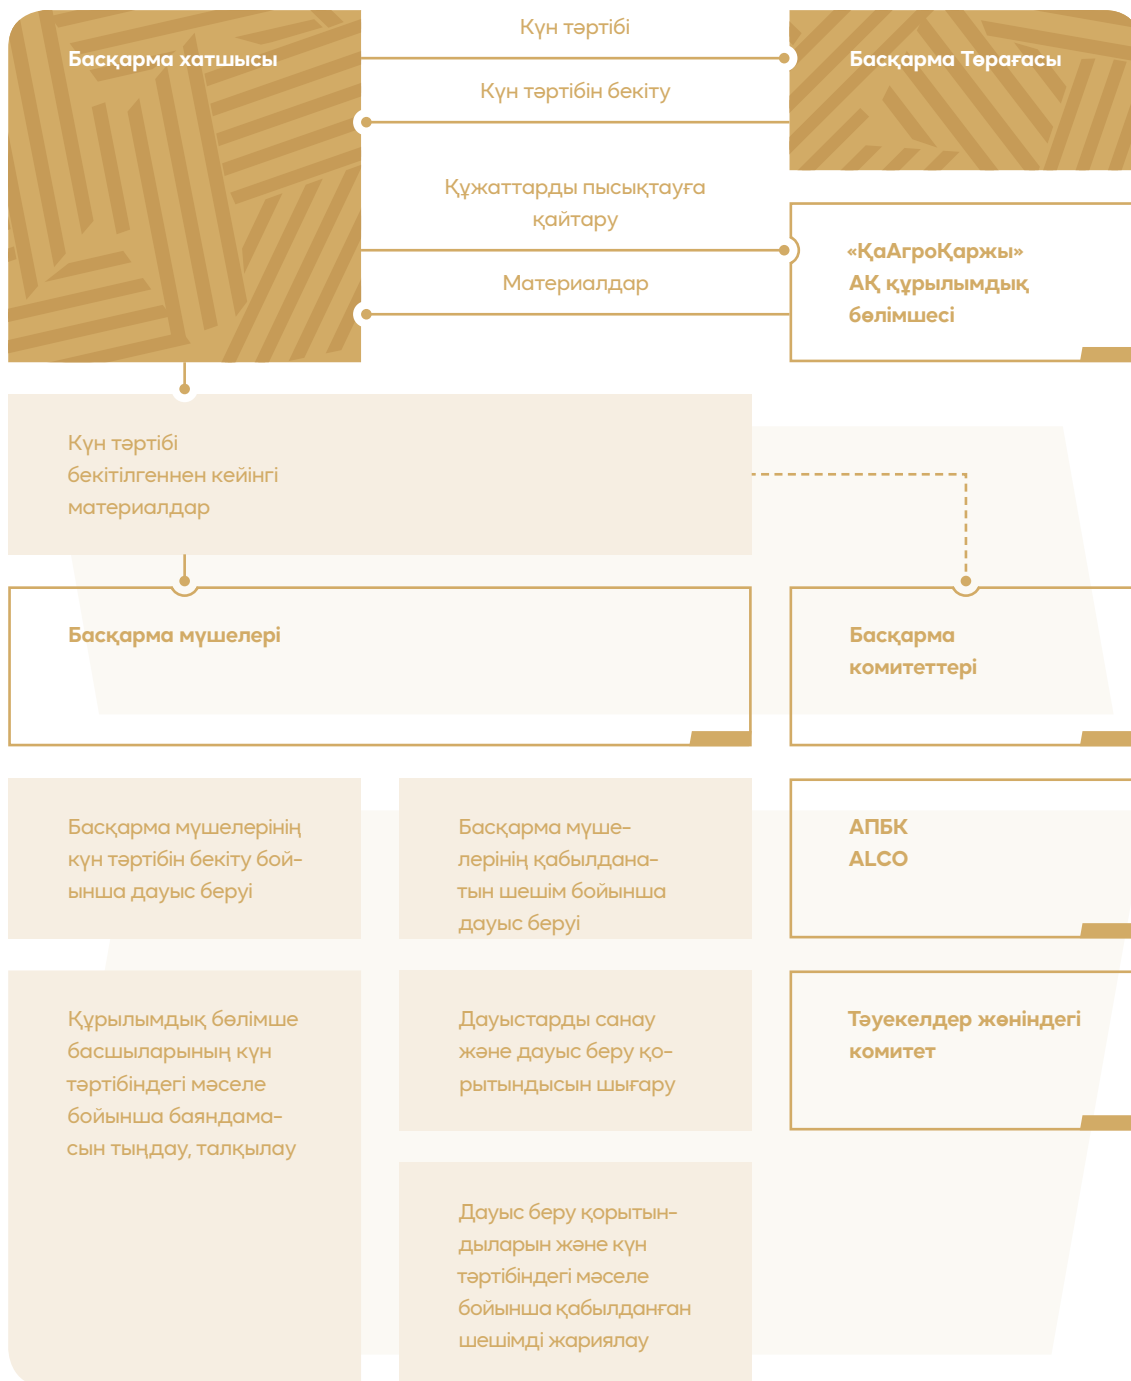 Басқарма хатшысы
Күн тәртібі
Басқарма Төрағасы
Күн тәртібін бекіту
Құжаттарды пысықтауға
қайтару
Материалдар
«ҚаАгроҚаржы»
АҚ құрылымдық
бөлімшесі
Күн тәртібі
бекітілгеннен кейінгі
материалдар
Басқарма мүшелері
Басқарма
комитеттері
Басқарма мүшелерінің
күн тәртібін бекіту бой-
ынша дауыс беруі
Басқарма мүше-
лерінің қабылдана-
тын шешім бойынша
дауыс беруі
АПБК
ALCO
Құрылымдық бөлімше
басшыларының күн
тәртібіндегі мәселе
бойынша баяндама-
сын тыңдау, талқылау
Дауыстарды санау
және дауыс беру қо-
рытындысын шығару
Тәуекелдер жөніндегі
комитет
Дауыс беру қорытын-
дыларын және күн
тәртібіндегі мәселе
бойынша қабылданған
шешімді жариялау